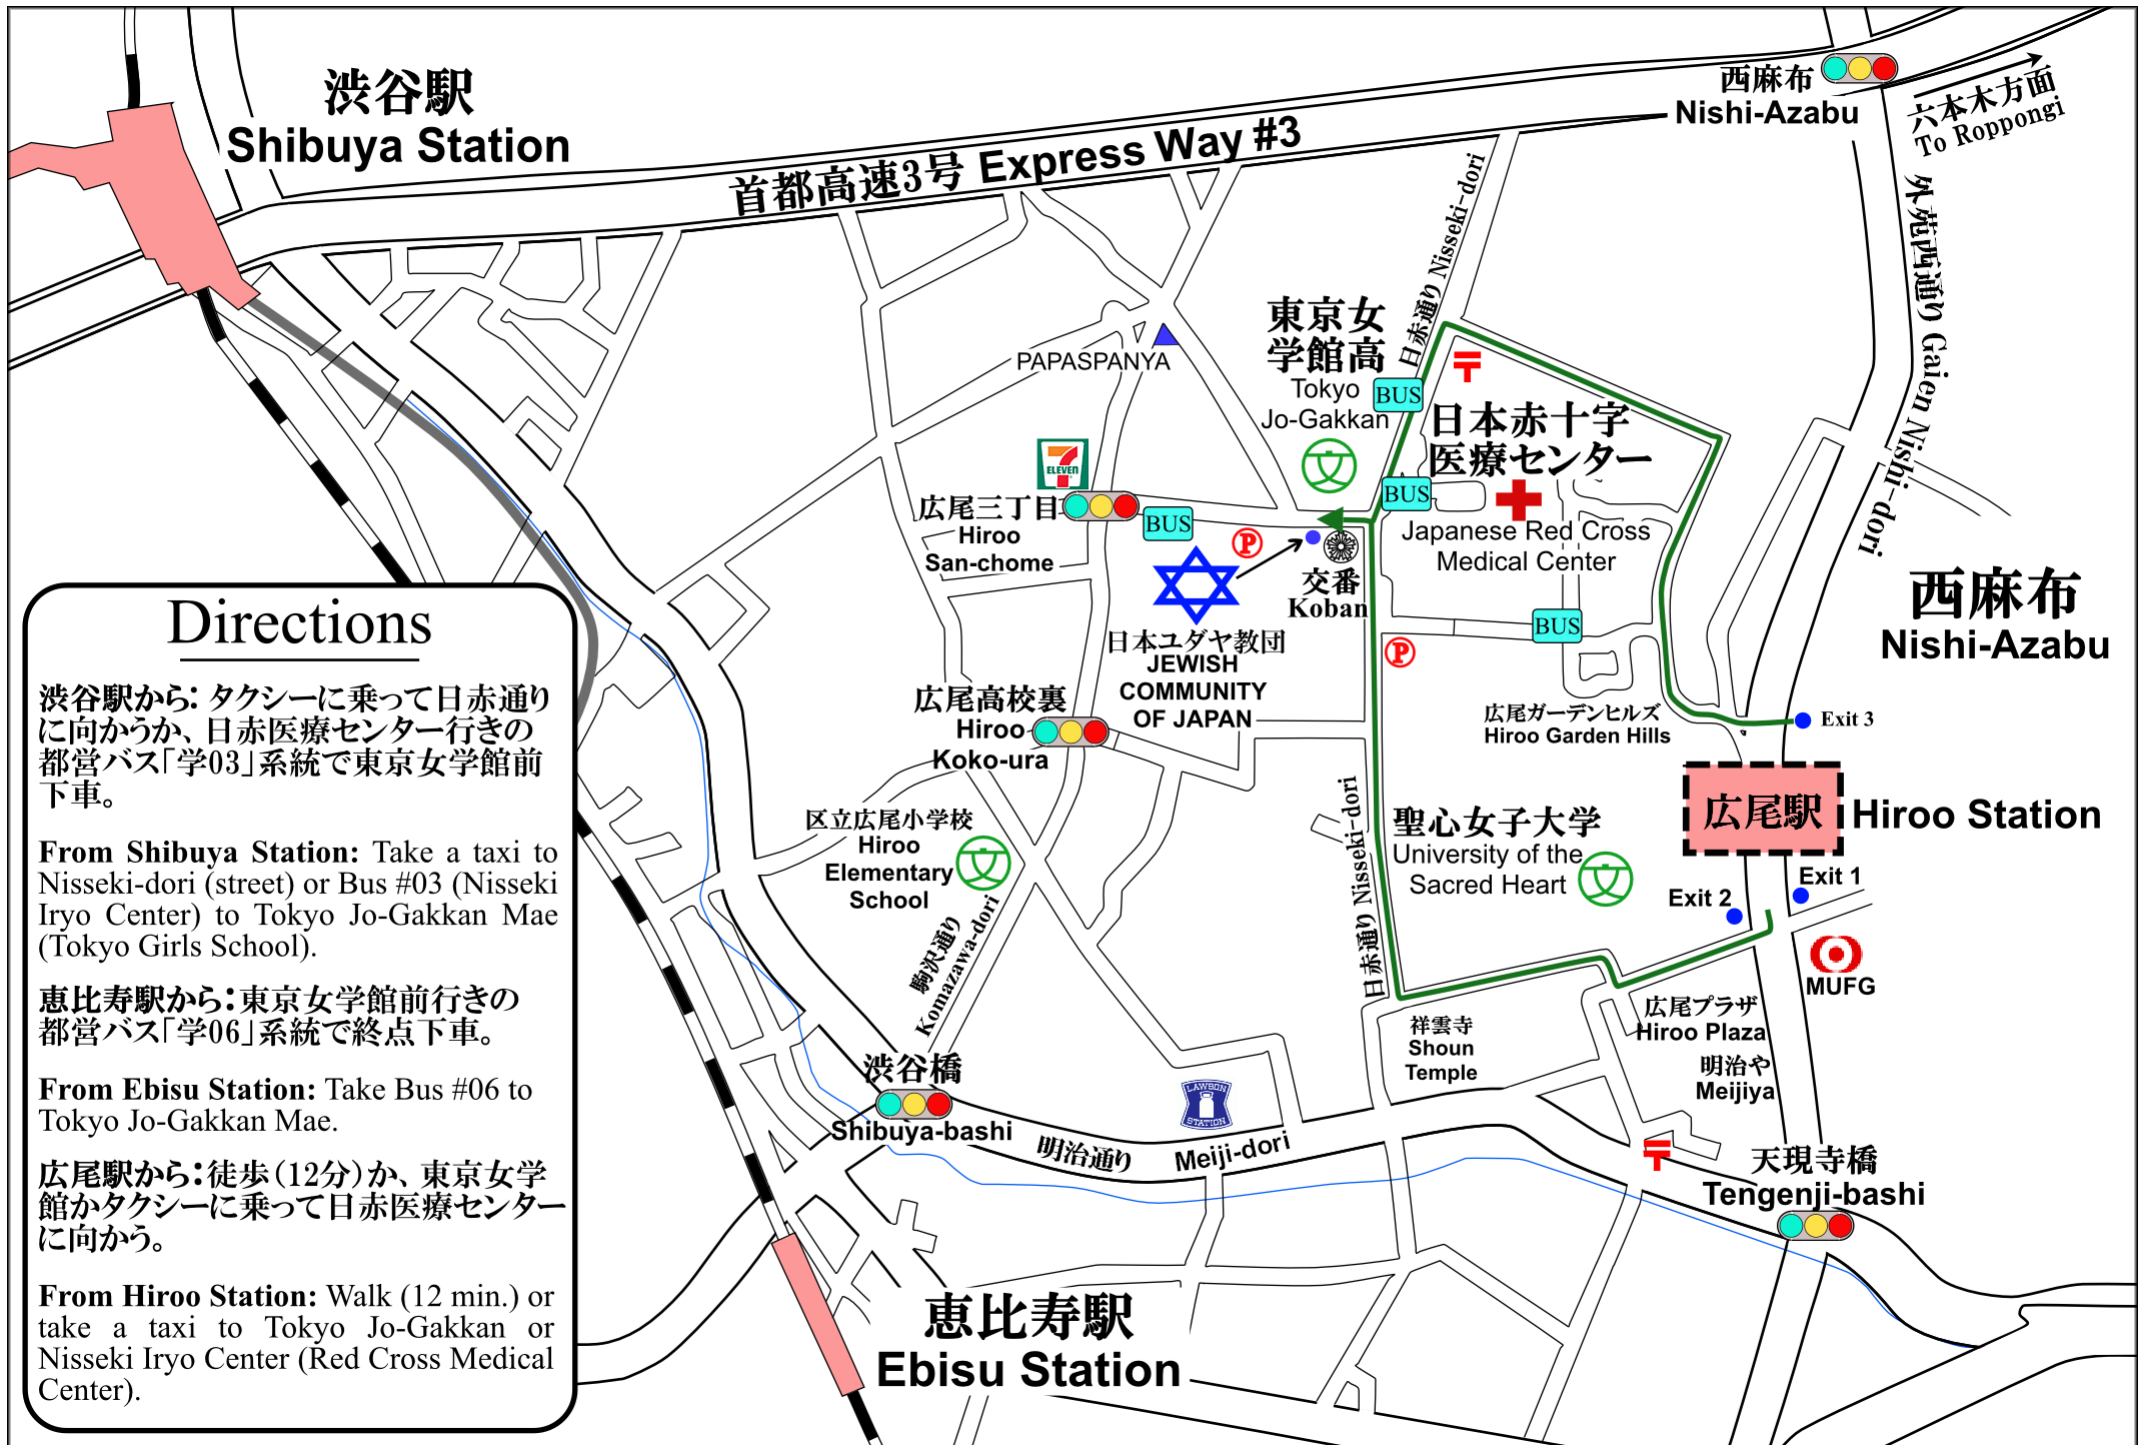 渋谷駅
Shibuya Station
首都高速3号 Express Way #3
西麻布
Nishi-Azabu
六本木方面
To Roppongi
外苑西通り Gaien Nishi-dori
日赤通り Nisseki-dori
東京女
学館高
Tokyo
Jo-Gakkan
BUS
PAPASPANYA
日本赤十字
医療センター
Japanese Red Cross
Medical Center
BUS
7
ELEVEN
広尾三丁目
Hiroo
San-chome
BUS
P
交番
Koban
日本ユダヤ教団
JEWISH
COMMUNITY
OF JAPAN
BUS
P
西麻布
Nishi-Azabu
広尾高校裏
Hiroo
Koko-ura
広尾ガーデンヒルズ
Hiroo Garden Hills
Exit 3
広尾駅
Hiroo Station
Exit 1
Exit 2
MUFG
区立広尾小学校
Hiroo
Elementary
School
文
文
文
聖心女子大学
University of the
Sacred Heart
日赤通り Nisseki-dori
駒沢通り
Komazawa-dori
広尾プラザ
Hiroo Plaza
明治や
Meijiya
祥雲寺
Shoun
Temple
渋谷橋
Shibuya-bashi
LAWSON
STATION
明治通り Meiji-dori
天現寺橋
Tengenji-bashi
恵比寿駅
Ebisu Station
Directions
渋谷駅から: タクシーに乗って日赤通り
に向かうか、日赤医療センター行きの
都営バス「学03」系統で東京女学館前
下車。
From Shibuya Station: Take a taxi to
Nisseki-dori (street) or Bus #03 (Nisseki
Iryo Center) to Tokyo Jo-Gakkan Mae
(Tokyo Girls School).
恵比寿駅から:東京女学館前行きの
都営バス「学06」系統で終点下車。
From Ebisu Station: Take Bus #06 to
Tokyo Jo-Gakkan Mae.
広尾駅から:徒歩(12分)か、東京女学
館かタクシーに乗って日赤医療センター
に向かう。
From Hiroo Station: Walk (12 min.) or
take a taxi to Tokyo Jo-Gakkan or
Nisseki Iryo Center (Red Cross Medical
Center).